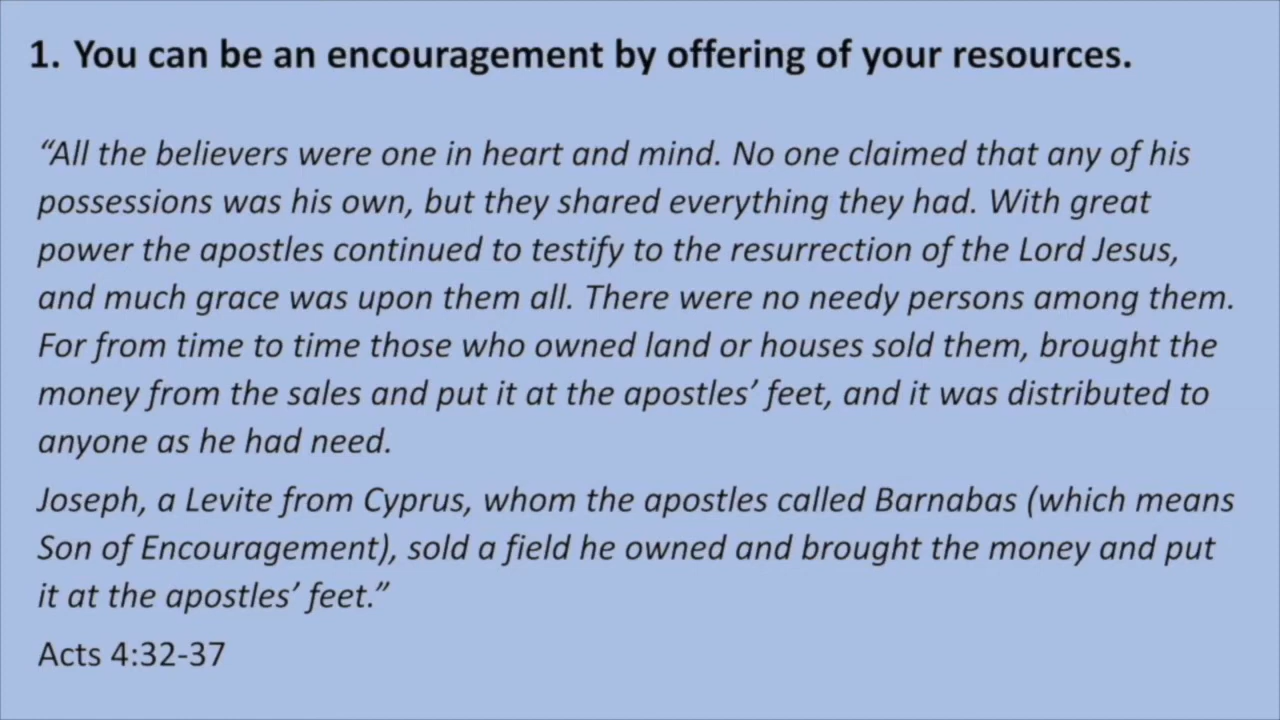 1. You can be an encouragement by offering of your resources.
“All the believers were one in heart and mind. No one claimed that any of his
possessions was his own, but they shared everything they had. With great
power the apostles continued to testify to the resurrection of the Lord Jesus,
and much grace was upon them all. There were no needy persons among them.
For from time to time those who owned land or houses sold them, brought the
money from the sales and put it at the apostles’ feet, and it was distributed to
anyone as he had need.
Joseph, a Levite from Cyprus, whom the apostles called Barnabas (which means
Son of Encouragement), sold a field he owned and brought the money and put
it at the apostles’ feet.”
Acts 4:32-37